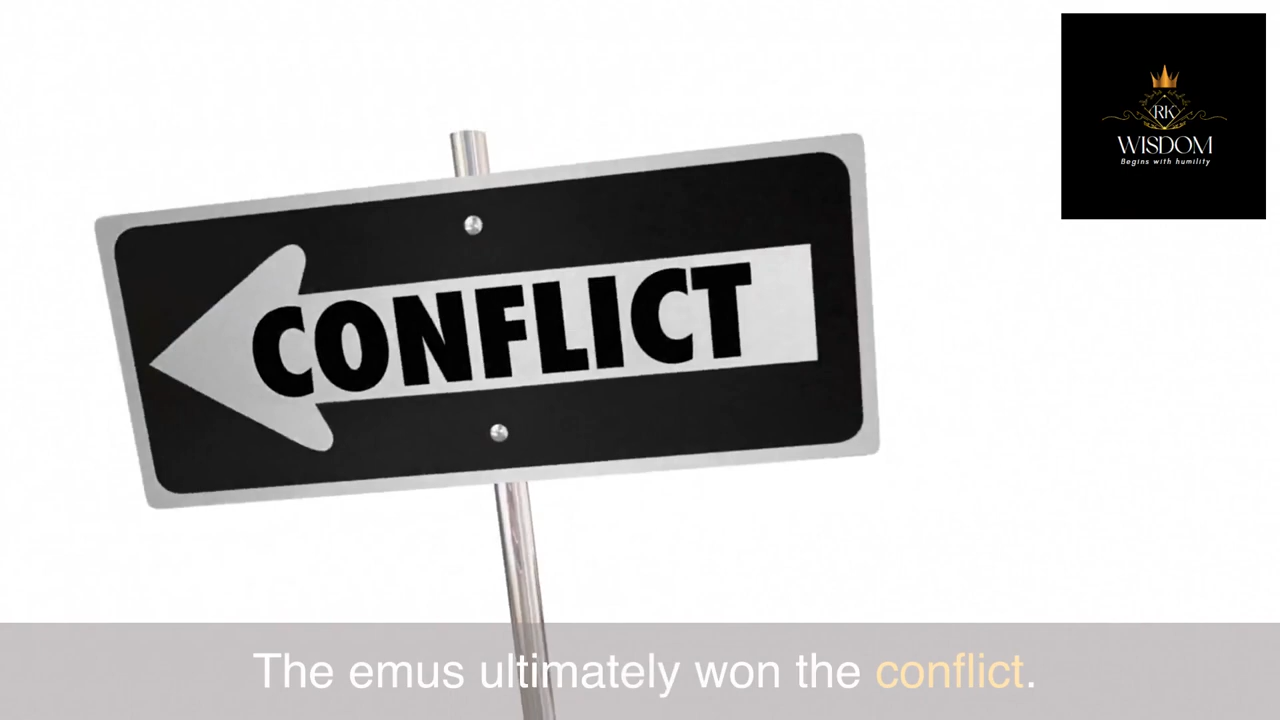 RK
WISDOM
Begins with humility
CONFLICT
The emus ultimately won the conflict.